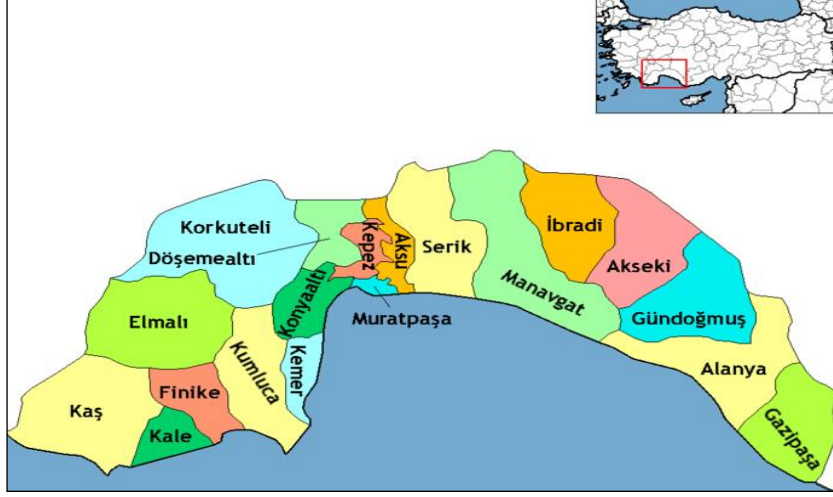 Korkuteli
Döşemealtı
Kepez
Aksu
Serik
İbradi
Akseki
Manavgat
Gündoğmuş
Elmalı
Konyaaltı
Muratpaşa
Kumluca
Kemer
Alanya
Kaş
Finike
Kale
Gazipaşa